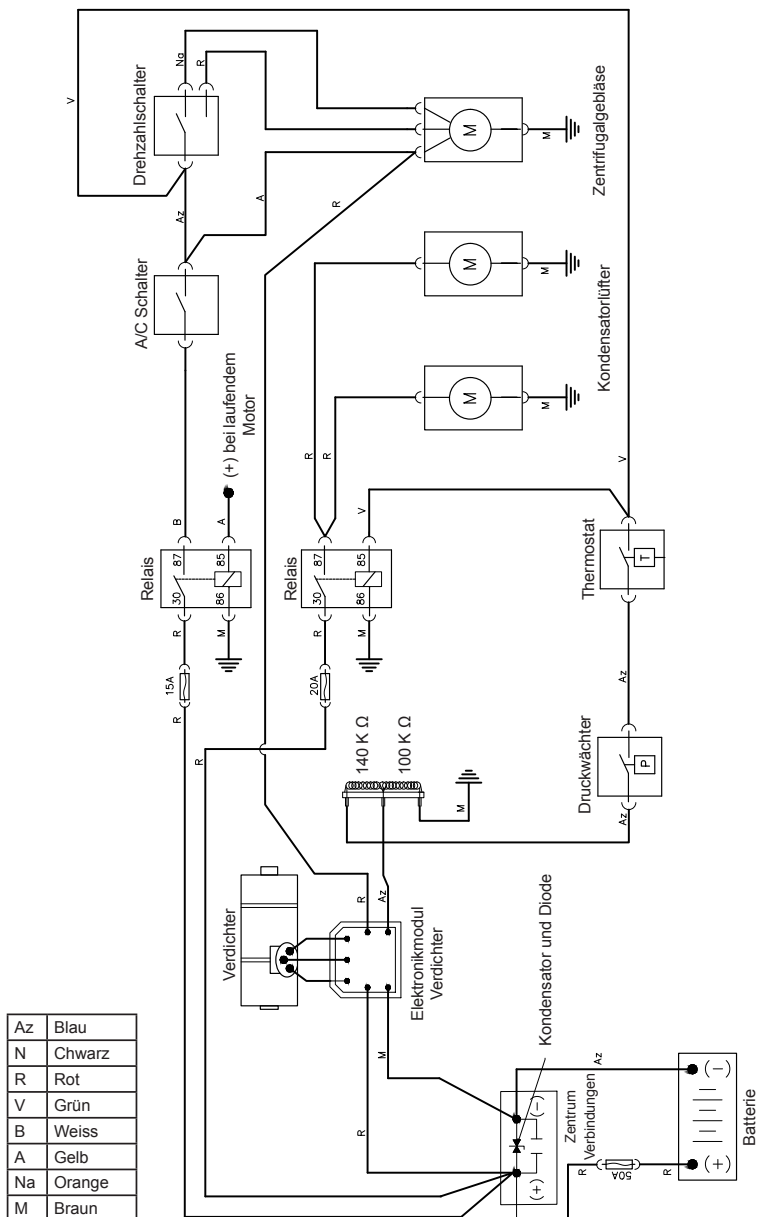 V
Na
R
Drehzahlschalter
Az
A
R
M
Zentrifugalgebläse
M
A/C Schalter
M
M
Kondensatorlüfter
M
M
(+) bei laufendem
Motor
B
A
R
R
V
V
Relais
87
85
30
86
R
M
Relais
87
85
30
86
R
M
Thermostat
T
15A
R
20A
R
Az
140 K Ω
100 K Ω
M
Druckwächter
P
Az
Verdichter
R
Az
Elektronikmodul
Verdichter
R
M
Kondensator und Diode
Az
Zentrum
Verbindungen
(+)
(-)
R
50A
R
(-)
(+)
Batterie
Az Blau
N Chwarz
R Rot
V Grün
B Weiss
A Gelb
Na Orange
M Braun